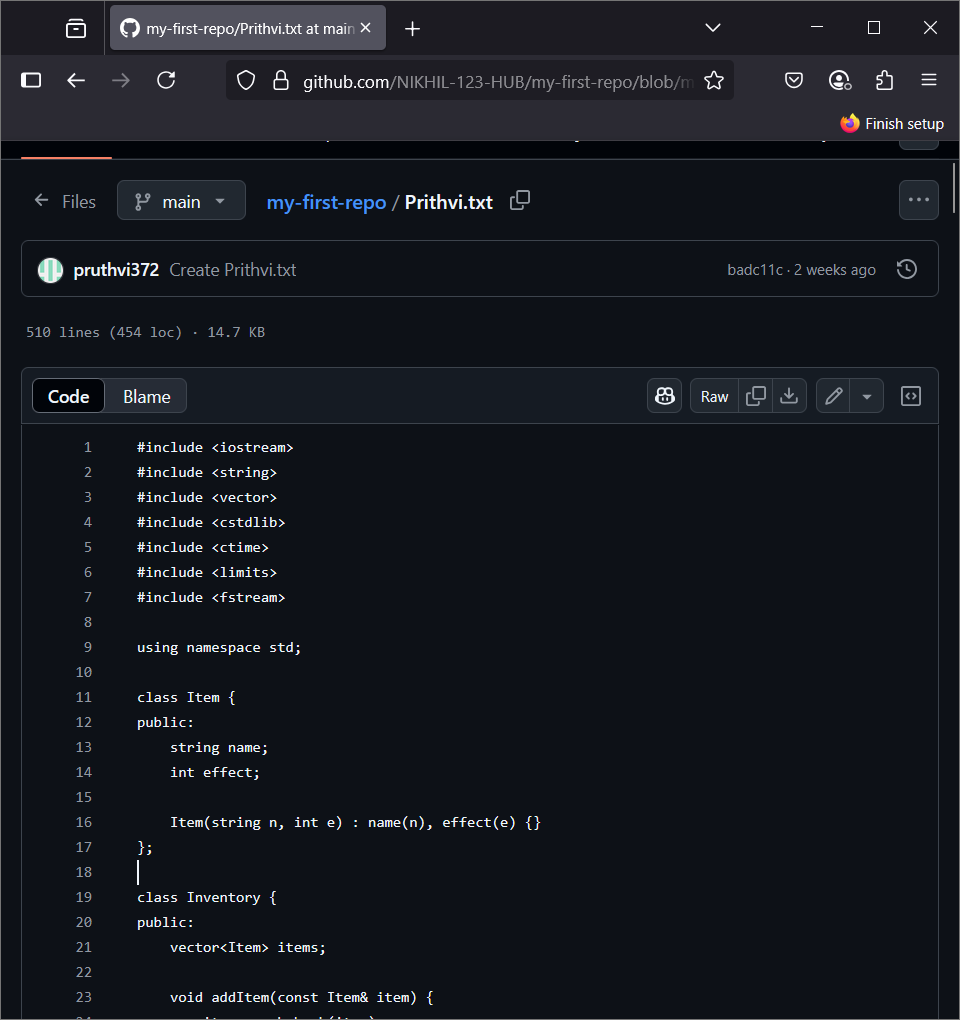 my-first-repo/Prithvi.txt at main
github.com/NIKHIL-123-HUB/my-first-repo/blob/m
Finish setup
Files
main
my-first-repo / Prithvi.txt
pruthvi372 Create Prithvi.txt
badc11c · 2 weeks ago
510 lines (454 loc) · 14.7 KB
Code Blame
Raw
1 #include <iostream>
2 #include <string>
3 #include <vector>
4 #include <cstdlib>
5 #include <ctime>
6 #include <limits>
7 #include <fstream>
8
9 using namespace std;
10
11 class Item {
12 public:
13 string name;
14 int effect;
15
16 Item(string n, int e) : name(n), effect(e) {}
17 };
18
19 class Inventory {
20 public:
21 vector<Item> items;
22
23 void addItem(const Item& item) {